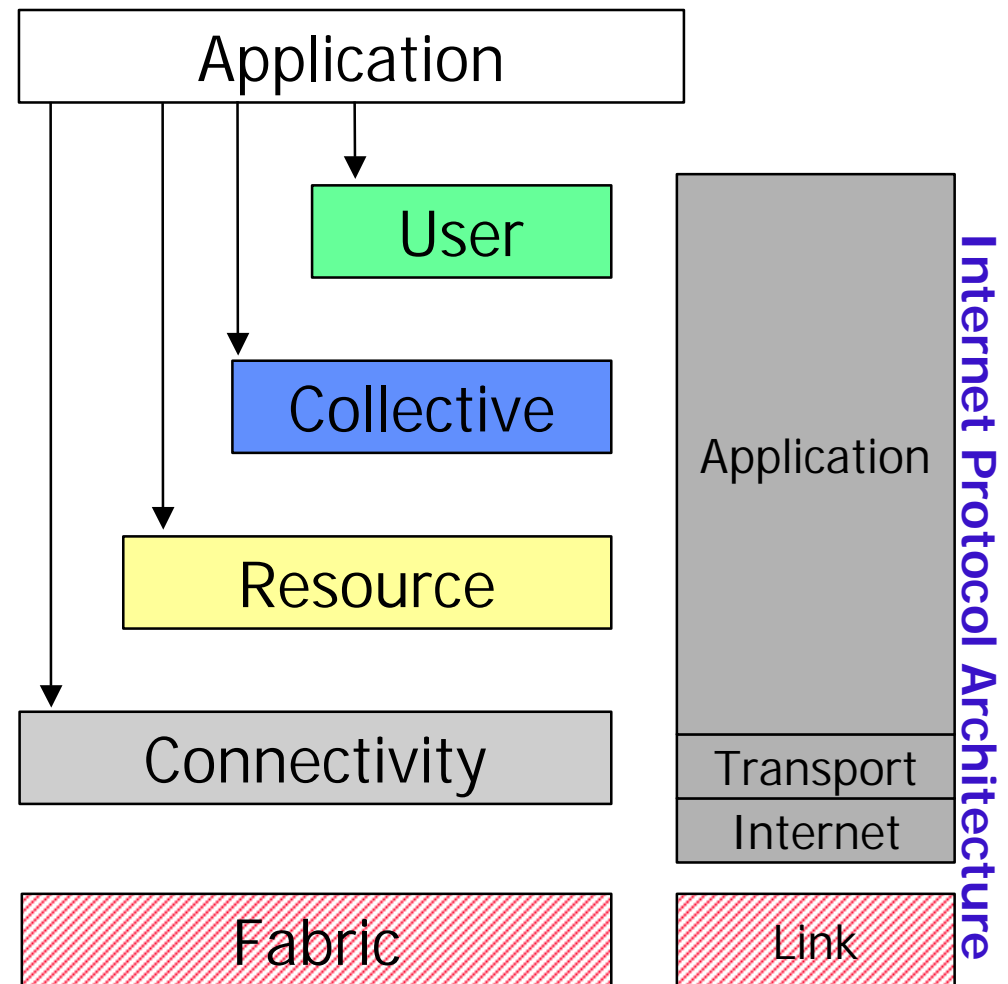 Application
User
Collective
Resource
Connectivity
Fabric
Application
Transport
Internet
Link
Internet Protocol Architecture